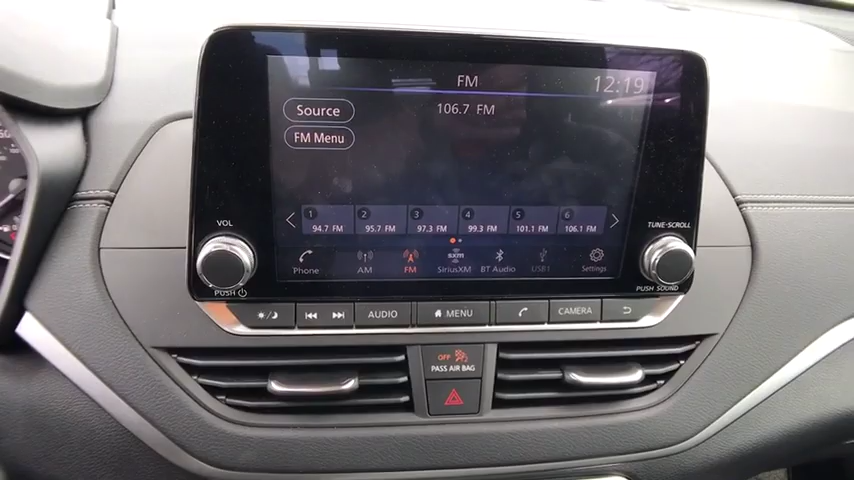 FM
12:19
Source
106.7 FM
FM Menu
VOL
TUNE·SCROLL
1 2 3 4 5 6
94.7 FM 95.7 FM 97.3 FM 99.3 FM 101.1 FM 106.1 FM
sxm
Phone AM FM SiriusXM BT Audio USB1 Settings
PUSH
PUSH SOUND
AUDIO MENU CAMERA
OFF
PASS AIR BAG